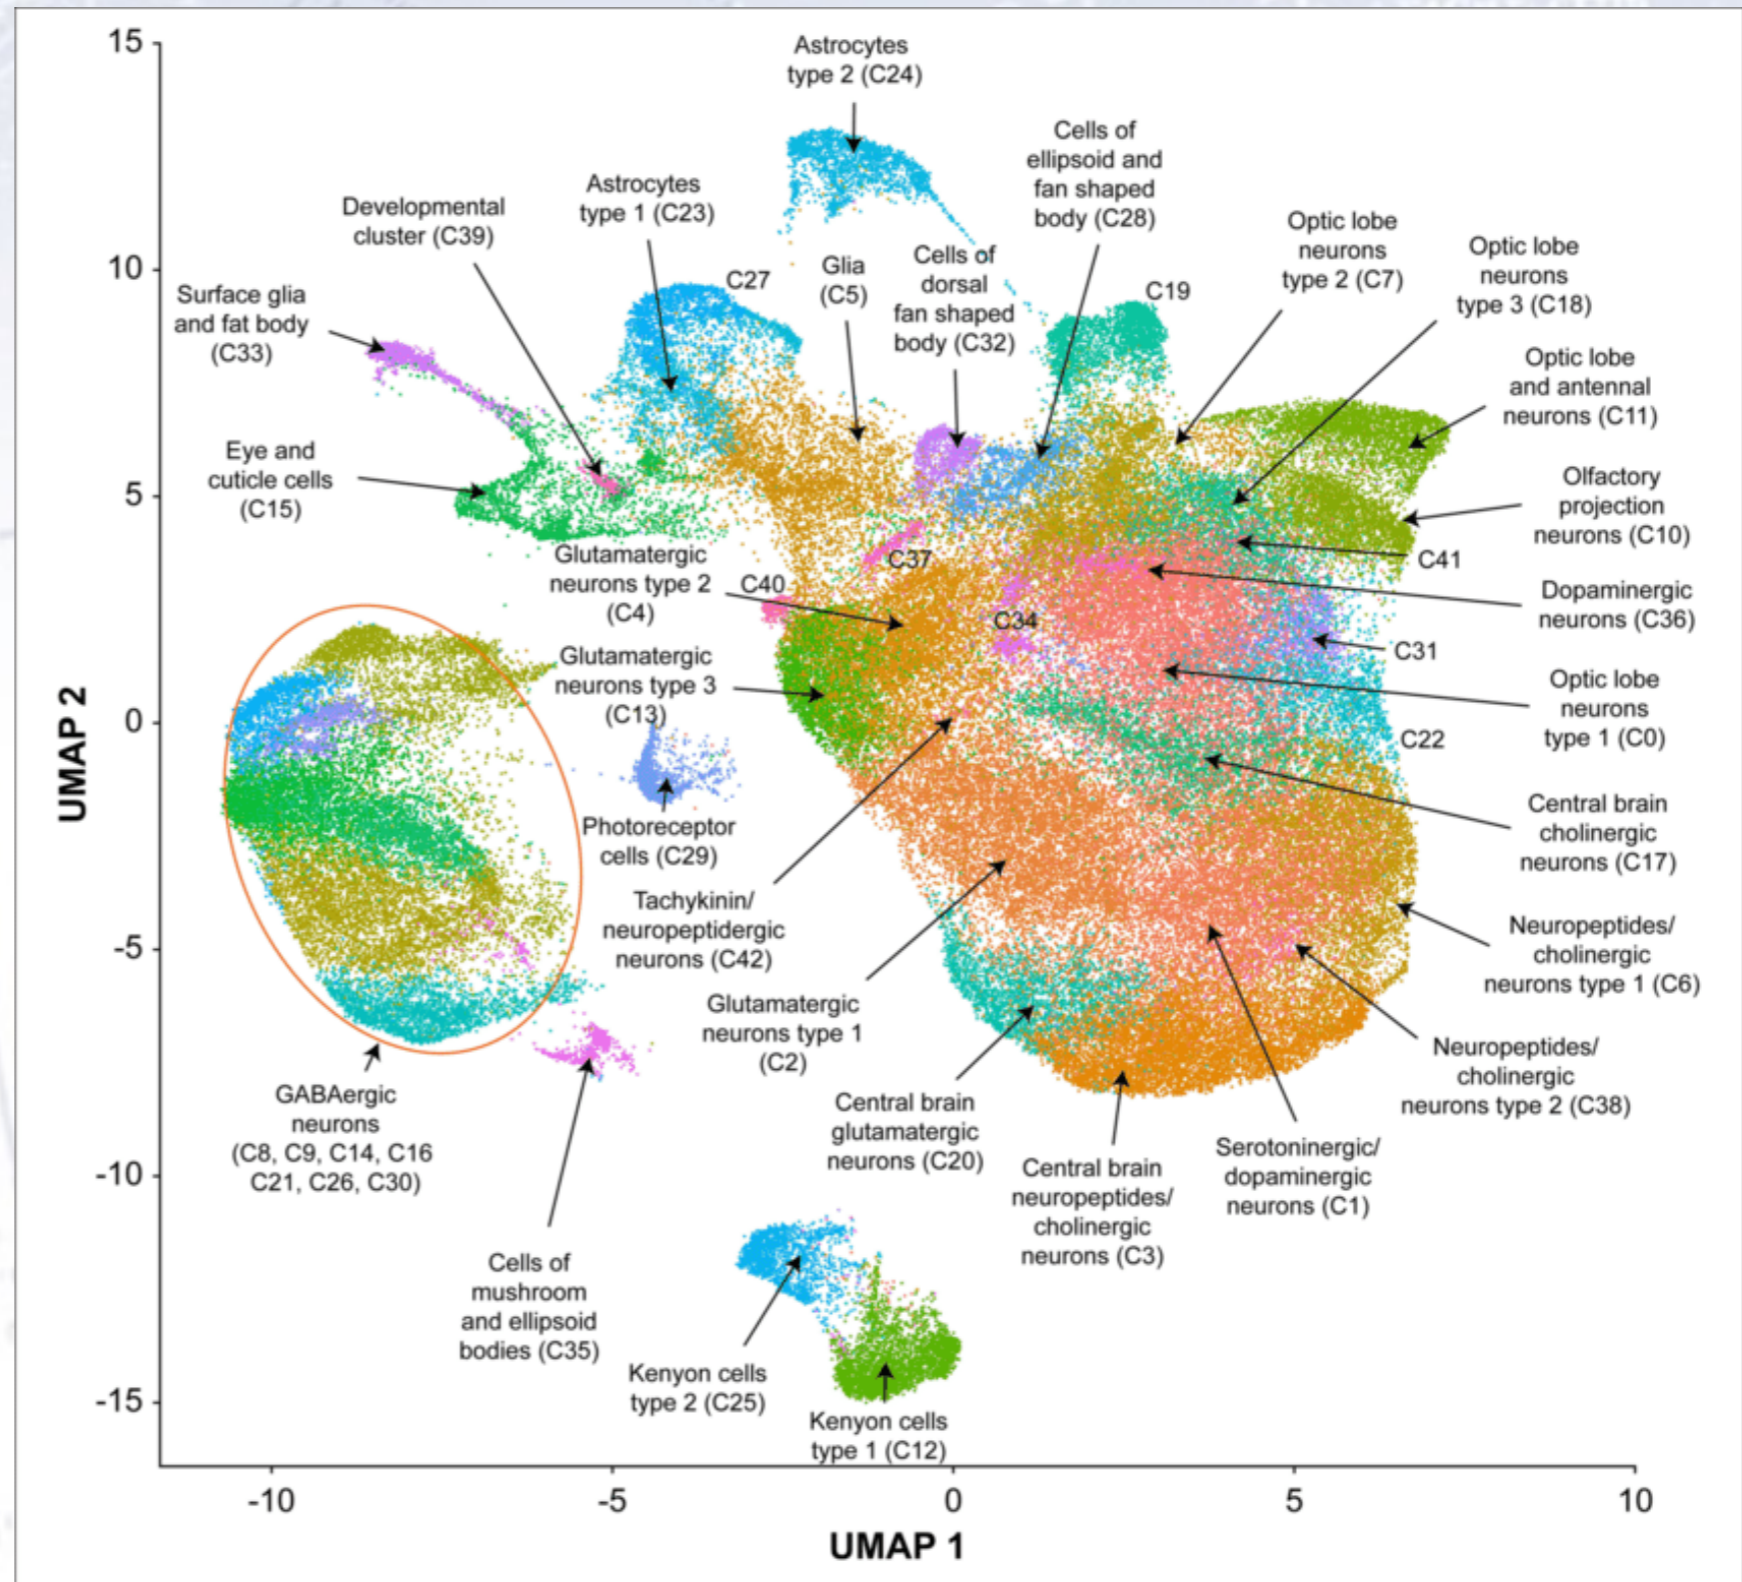 15
10
5
0
-5
-10
-15
UMAP 2
-10
-5
0
5
10
UMAP 1
Astrocytes
type 2 (C24)
Cells of
ellipsoid and
fan shaped
body (C28)
Astrocytes
type 1 (C23)
Developmental
cluster (C39)
Optic lobe
neurons
type 2 (C7)
Optic lobe
neurons
type 3 (C18)
Glia
(C5)
Cells of
dorsal
fan shaped
body (C32)
C27
C19
Surface glia
and fat body
(C33)
Optic lobe
and antennal
neurons (C11)
Eye and
cuticle cells
(C15)
Olfactory
projection
neurons (C10)
Glutamatergic
neurons type 2
(C4)
C37
C40
C41
Dopaminergic
neurons (C36)
C34
C31
Glutamatergic
neurons type 3
(C13)
Optic lobe
neurons
type 1 (C0)
C22
Photoreceptor
cells (C29)
Central brain
cholinergic
neurons (C17)
Tachykinin/
neuropeptidergic
neurons (C42)
Neuropeptides/
cholinergic
neurons type 1 (C6)
Glutamatergic
neurons type 1
(C2)
Neuropeptides/
cholinergic
neurons type 2 (C38)
GABAergic
neurons
(C8, C9, C14, C16
C21, C26, C30)
Central brain
glutamatergic
neurons (C20)
Serotoninergic/
dopaminergic
neurons (C1)
Central brain
neuropeptides/
cholinergic
neurons (C3)
Cells of
mushroom
and ellipsoid
bodies (C35)
Kenyon cells
type 2 (C25)
Kenyon cells
type 1 (C12)